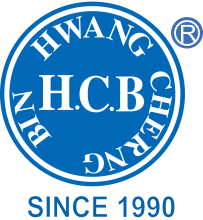 BIN HWANG CHERNG
®
H.C.B
SINCE 1990